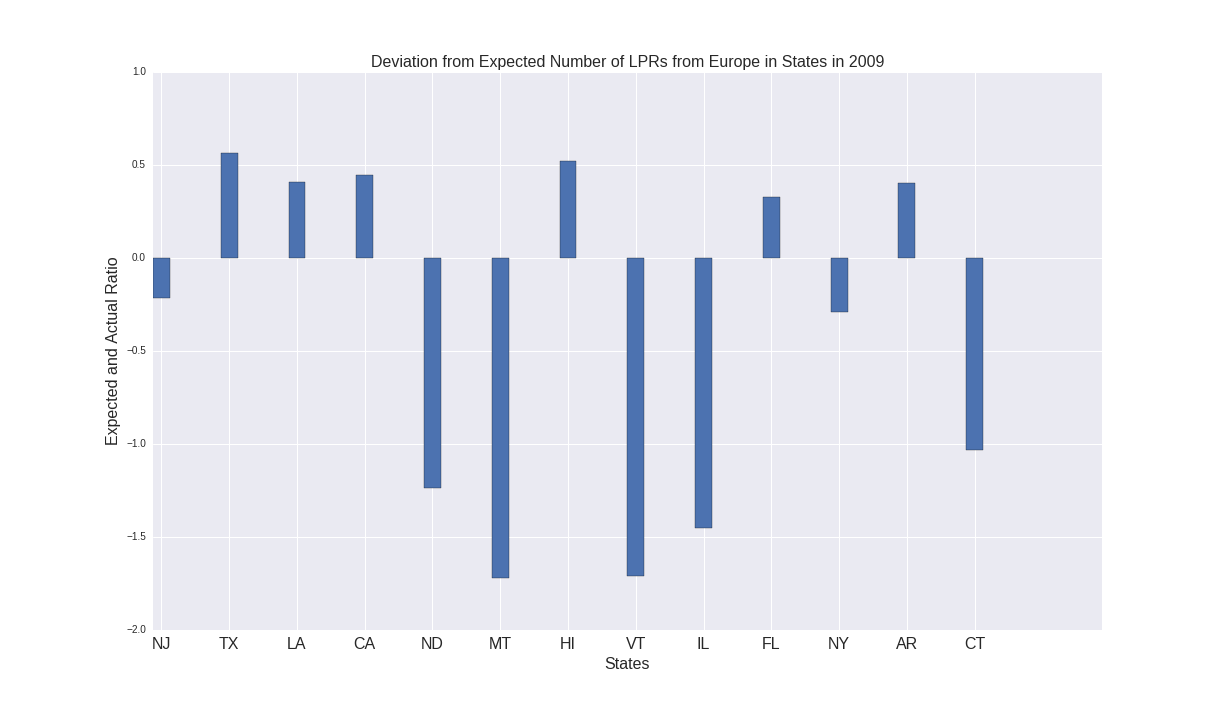 Deviation from Expected Number of LPRs from Europe in States in 2009
1.0
0.5
0.0
−0.5
−1.0
−1.5
−2.0
Expected and Actual Ratio
NJ TX LA CA ND MT HI VT IL FL NY AR CT
States